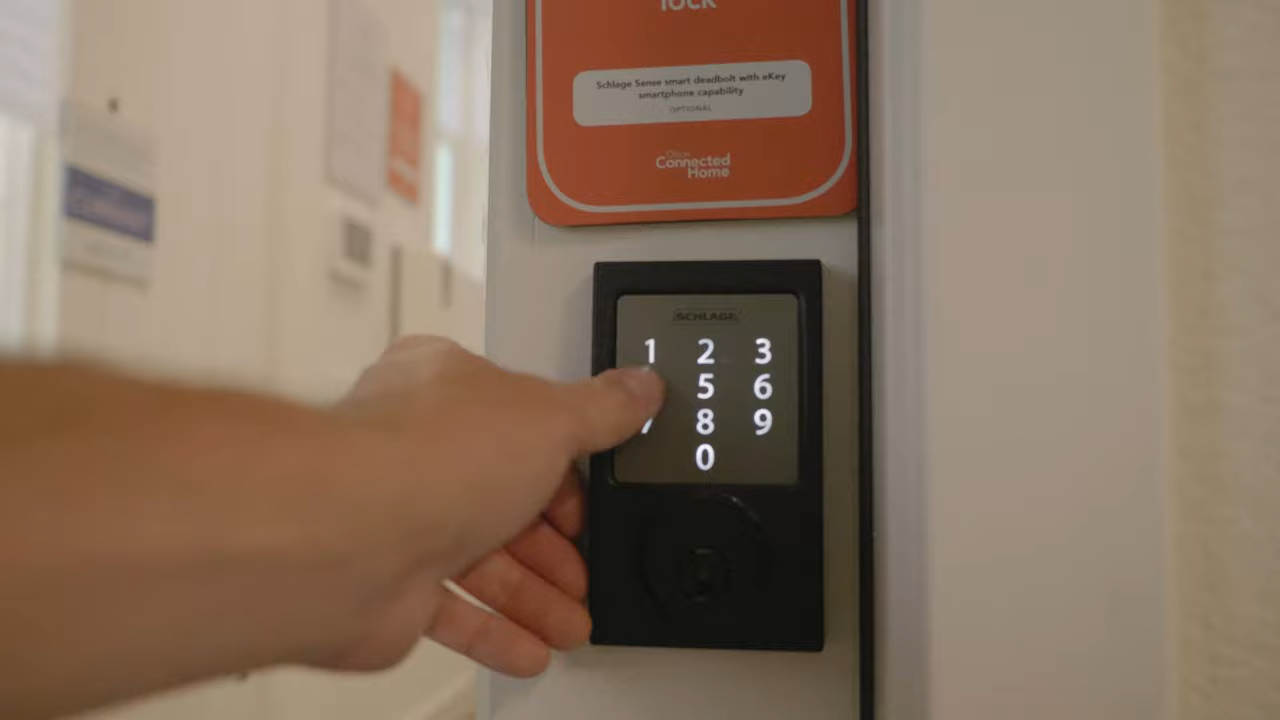 lock
Schlage Sense smart deadbolt with eKey
smartphone capability
OPTIONAL
Connected
Home
SCHLAGE
1 2 3
5 6
7 8 9
0